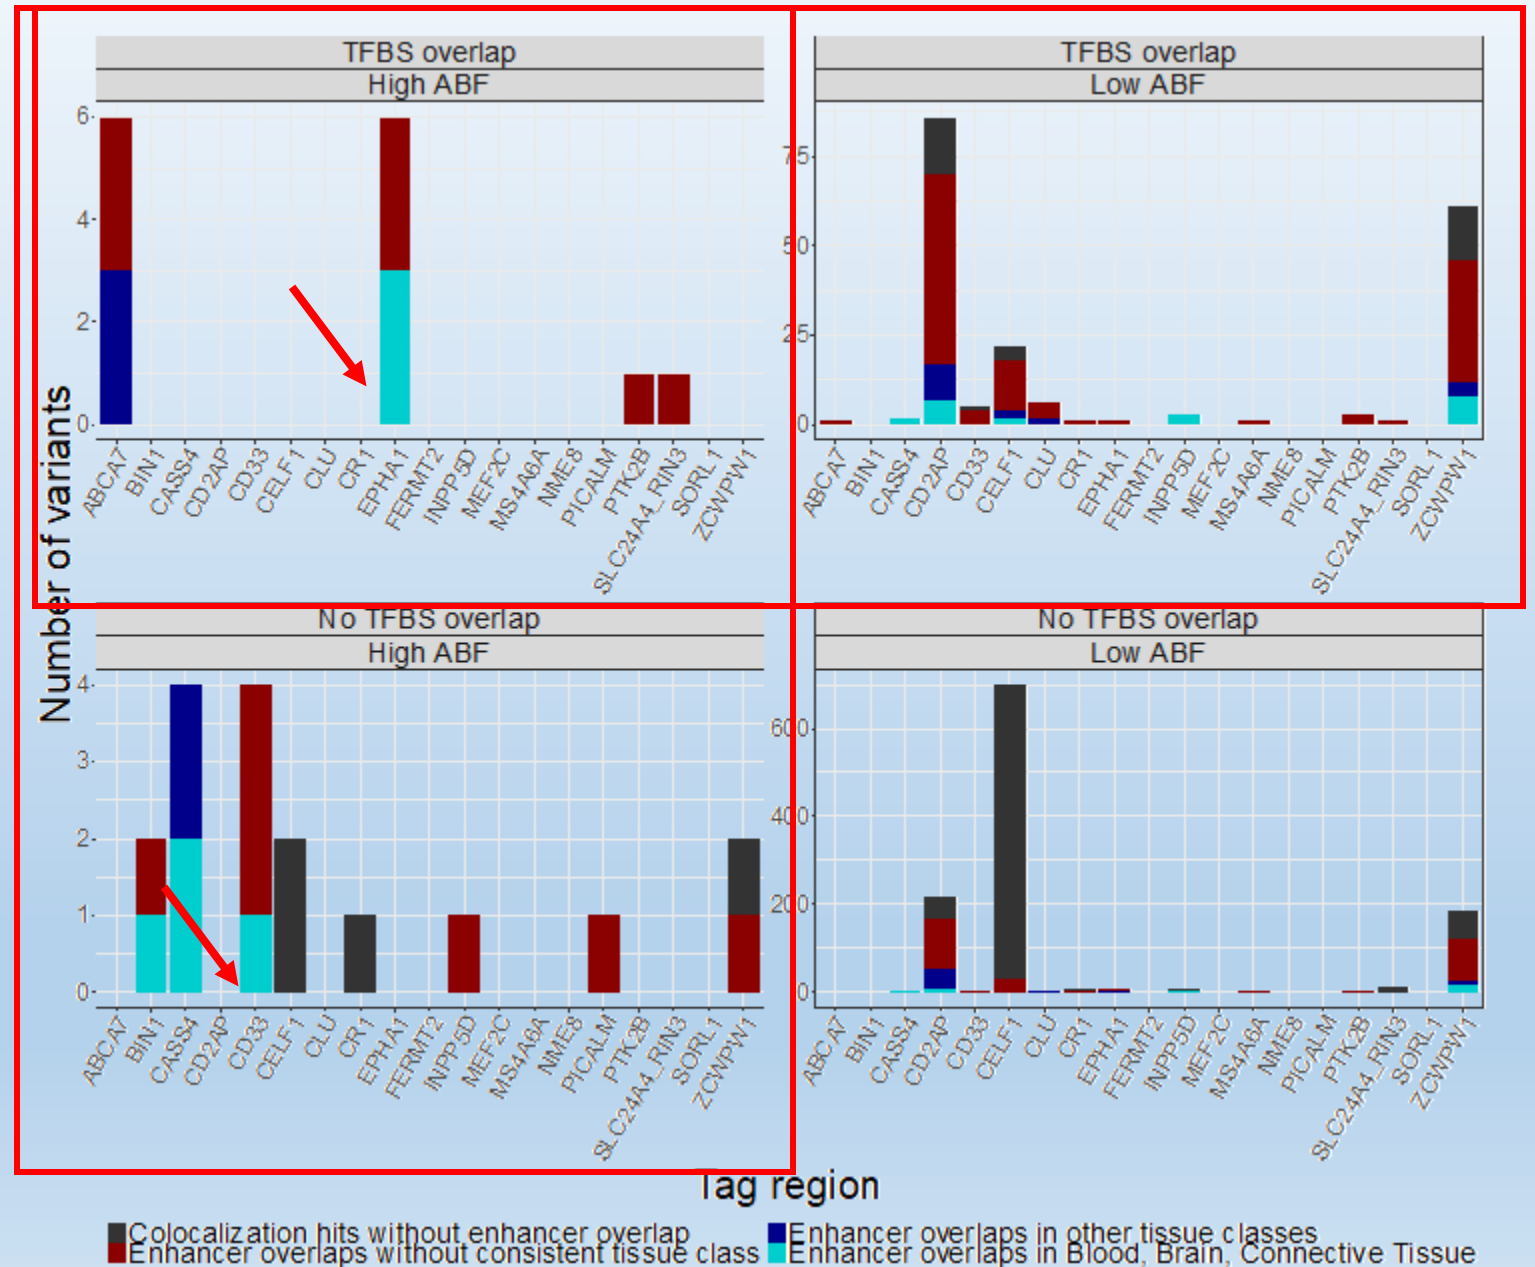 TFBS overlap
High ABF
6
4
2
0
ABCA7
BIN1
CASS4
CD2AP
CD33
CELF1
CLU
CR1
EPHA1
FERMT2
INPP5D
MEF2C
MS4A6A
NME8
PICALM
PTK2B
SLC24A4_RIN3
SORL1
ZCWPW1
TFBS overlap
Low ABF
75
50
25
0
ABCA7
BIN1
CASS4
CD2AP
CD33
CELF1
CLU
CR1
EPHA1
FERMT2
INPP5D
MEF2C
MS4A6A
NME8
PICALM
PTK2B
SLC24A4_RIN3
SORL1
ZCWPW1
Number of variants
No TFBS overlap
High ABF
4
3
2
1
0
ABCA7
BIN1
CASS4
CD2AP
CD33
CELF1
CLU
CR1
EPHA1
FERMT2
INPP5D
MEF2C
MS4A6A
NME8
PICALM
PTK2B
SLC24A4_RIN3
SORL1
ZCWPW1
No TFBS overlap
Low ABF
600
400
200
0
ABCA7
BIN1
CASS4
CD2AP
CD33
CELF1
CLU
CR1
EPHA1
FERMT2
INPP5D
MEF2C
MS4A6A
NME8
PICALM
PTK2B
SLC24A4_RIN3
SORL1
ZCWPW1
Tag region
Colocalization hits without enhancer overlap
Enhancer overlaps in other tissue classes
Enhancer overlaps without consistent tissue class
Enhancer overlaps in Blood, Brain, Connective Tissue